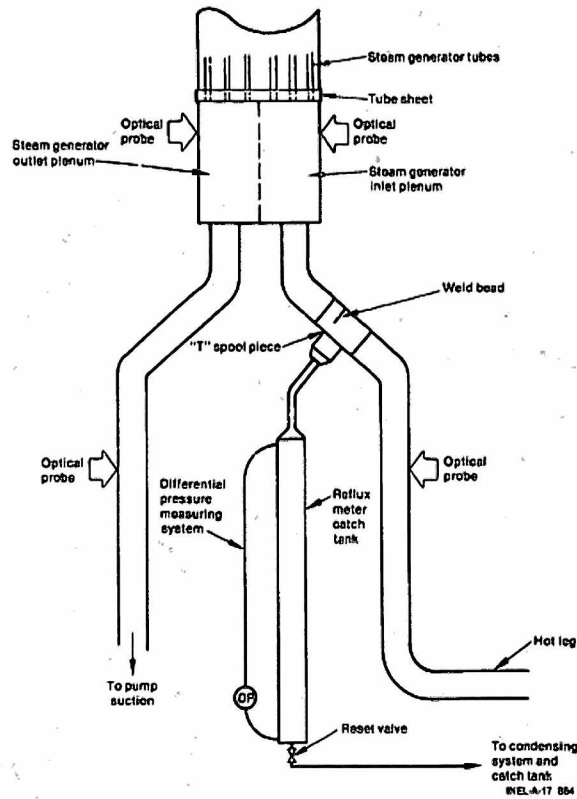 Steam generator tubes
Tube sheet
Optical
probe
Optical
probe
Steam generator
outlet plenum
Steam generator
inlet plenum
Weld bead
"T" spool piece
Optical
probe
Optical
probe
Differential
pressure
measuring
system
Reflux
meter
catch
tank
Hot leg
To pump
suction
DP
Reset valve
To condensing
system and
catch tank
INEL-A-17 884